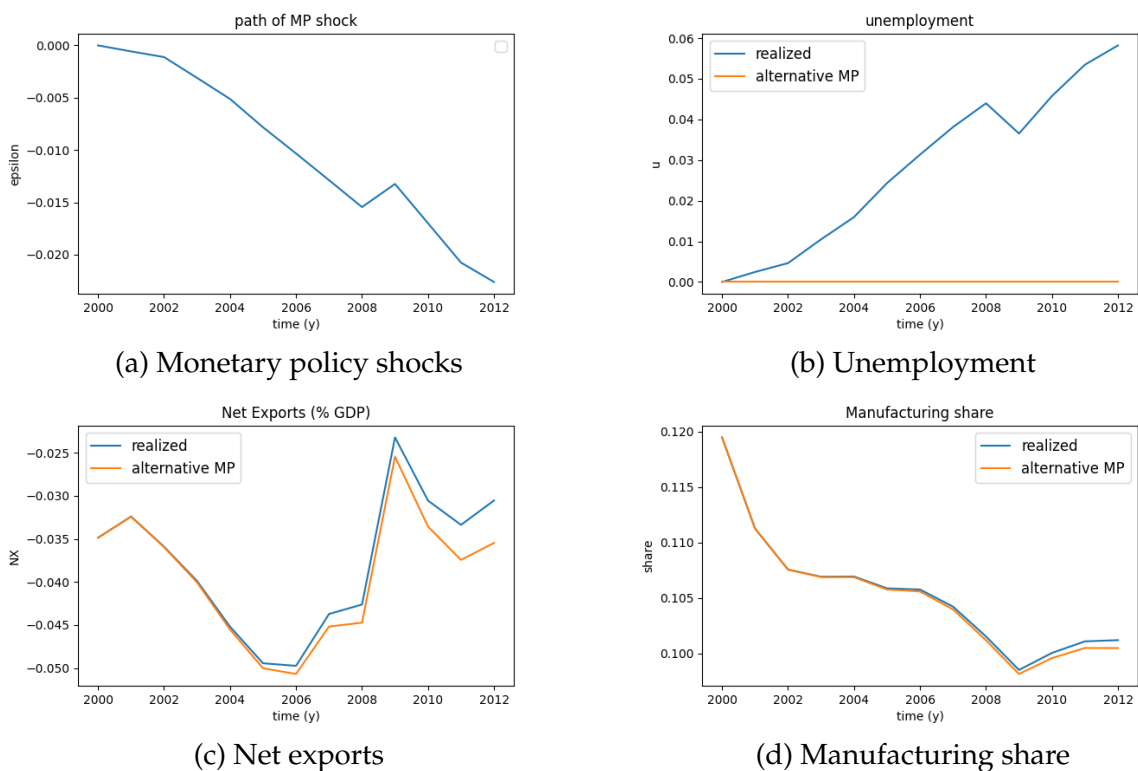 path of MP shock
0.000
−0.005
−0.010
−0.015
−0.020
epsilon
2000 2002 2004 2006 2008 2010 2012
time (y)
(a) Monetary policy shocks
unemployment
realized
alternative MP
0.06
0.05
0.04
0.03
0.02
0.01
0.00
u
2000 2002 2004 2006 2008 2010 2012
time (y)
(b) Unemployment
Net Exports (% GDP)
realized
alternative MP
−0.025
−0.030
−0.035
−0.040
−0.045
−0.050
NX
2000 2002 2004 2006 2008 2010 2012
time (y)
(c) Net exports
Manufacturing share
realized
alternative MP
0.120
0.115
0.110
0.105
0.100
share
2000 2002 2004 2006 2008 2010 2012
time (y)
(d) Manufacturing share